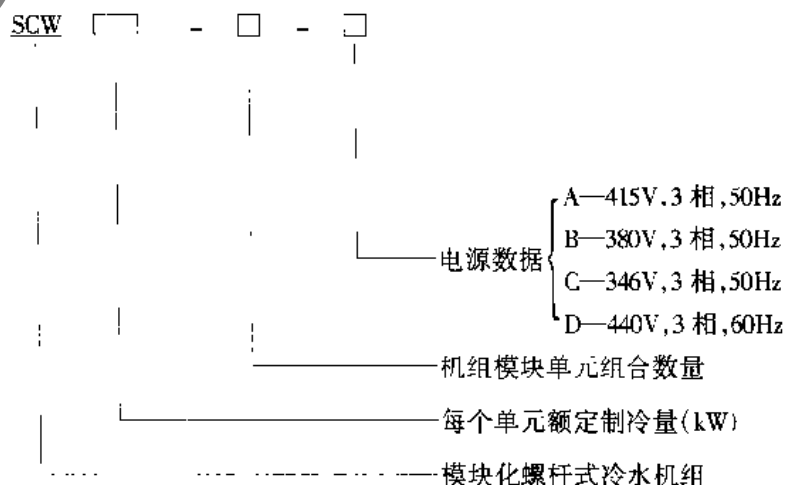 SCW □ - □ - □
A—415V,3相,50Hz
B—380V,3相,50Hz
电源数据
C—346V,3相,50Hz
D—440V,3相,60Hz
机组模块单元组合数量
每个单元额定制冷量(kW)
模块化螺杆式冷水机组